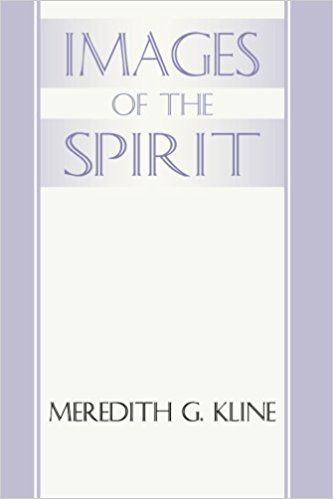 IMAGES
OF THE
SPIRIT
MEREDITH G. KLINE